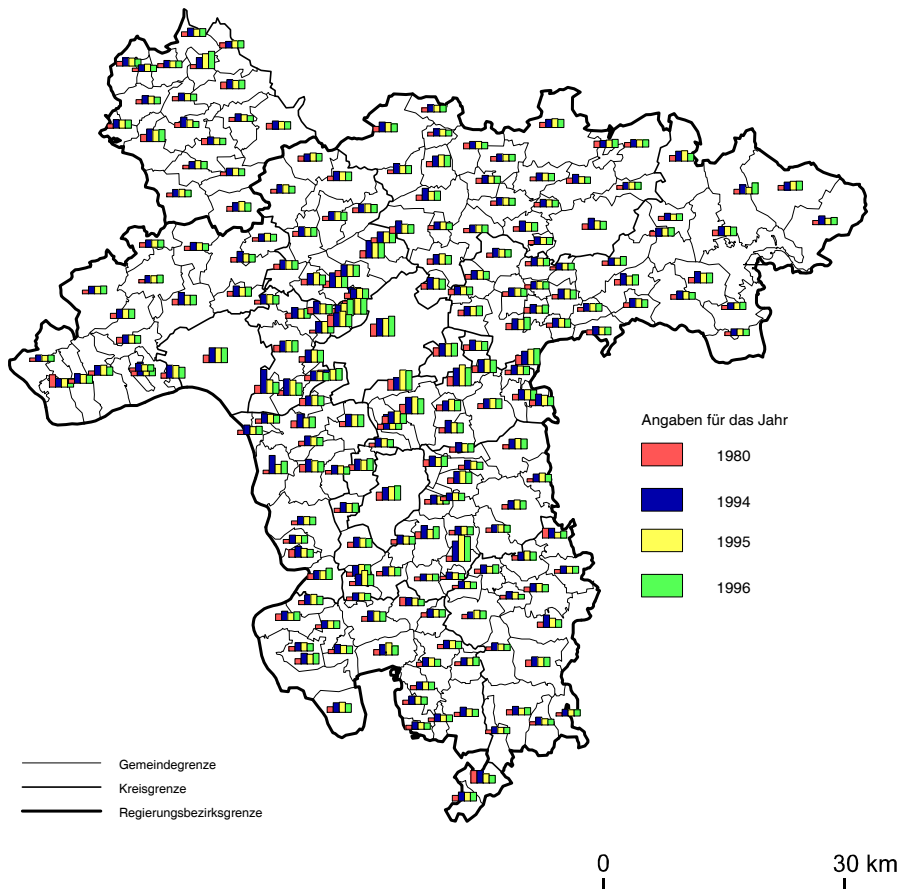 Angaben für das Jahr
1980
1994
1995
1996
Gemeindegrenze
Kreisgrenze
Regierungsbezirksgrenze
0 30 km